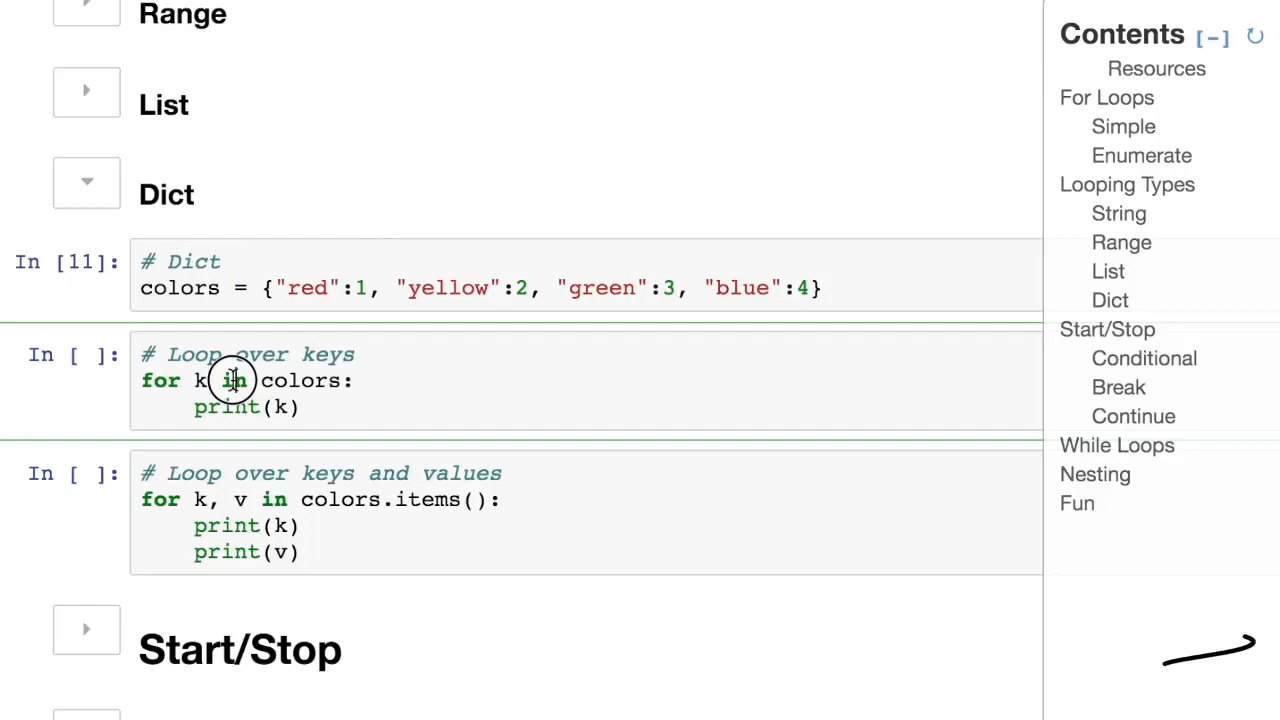 Range
List
Dict
In [11]:
# Dict
colors = {"red":1, "yellow":2, "green":3, "blue":4}
In [ ]:
# Loop over keys
for k in colors:
    print(k)
In [ ]:
# Loop over keys and values
for k, v in colors.items():
    print(k)
    print(v)
Start/Stop
Contents [-]
Resources
For Loops
Simple
Enumerate
Looping Types
String
Range
List
Dict
Start/Stop
Conditional
Break
Continue
While Loops
Nesting
Fun